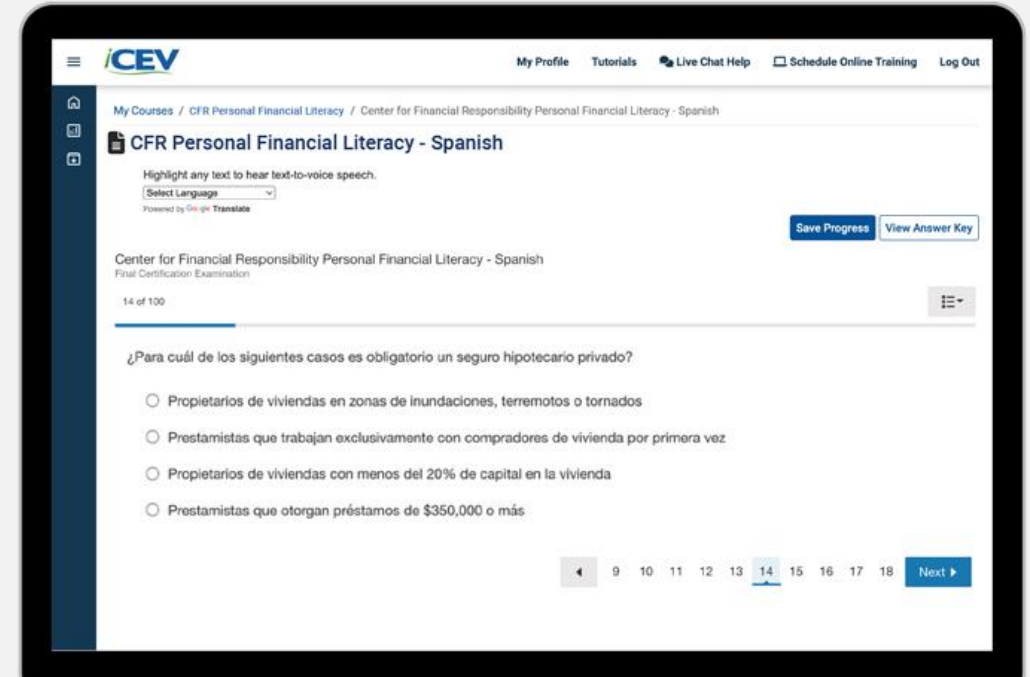 iCEV
My Profile Tutorials Live Chat Help Schedule Online Training Log Out
My Courses / CFR Personal Financial Literacy / Center for Financial Responsibility Personal Financial Literacy - Spanish
CFR Personal Financial Literacy - Spanish
Highlight any text to hear text-to-voice speech.
Select Language
Powered by Google Translate
Save Progress View Answer Key
Center for Financial Responsibility Personal Financial Literacy - Spanish
Final Certification Examination
14 of 100
¿Para cuál de los siguientes casos es obligatorio un seguro hipotecario privado?
Propietarios de viviendas en zonas de inundaciones, terremotos o tornados
Prestamistas que trabajan exclusivamente con compradores de vivienda por primera vez
Propietarios de viviendas con menos del 20% de capital en la vivienda
Prestamistas que otorgan préstamos de $350,000 o más
9 10 11 12 13 14 15 16 17 18 Next